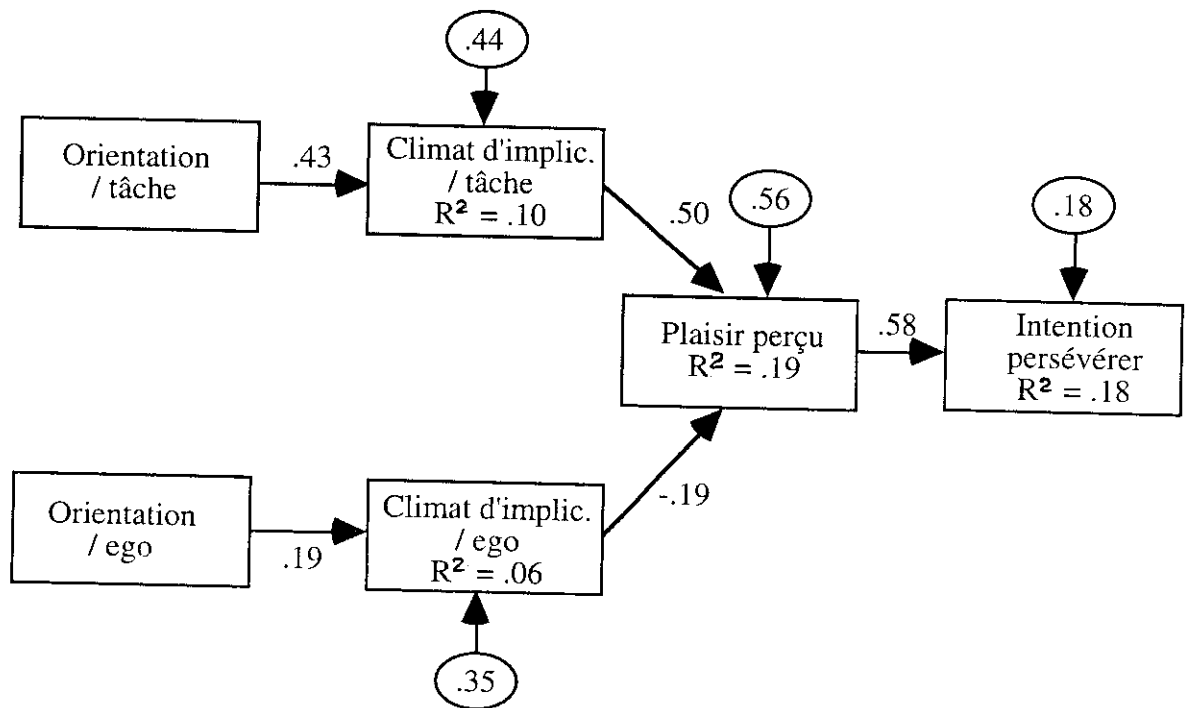 .44
Orientation
/ tâche
.43
Climat d'implic.
/ tâche
R² = .10
.50
.56
.18
Plaisir perçu
R² = .19
.58
Intention
persévérer
R² = .18
Orientation
/ ego
.19
Climat d'implic.
/ ego
R² = .06
-.19
.35